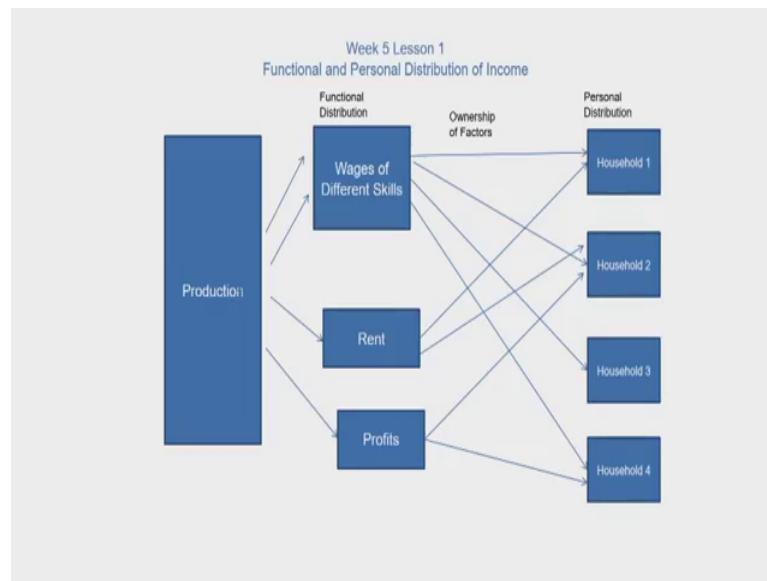 Week 5 Lesson 1
Functional and Personal Distribution of Income
Functional
Distribution
Ownership
of Factors
Personal
Distribution
Production
Wages of
Different Skills
Rent
Profits
Household 1
Household 2
Household 3
Household 4